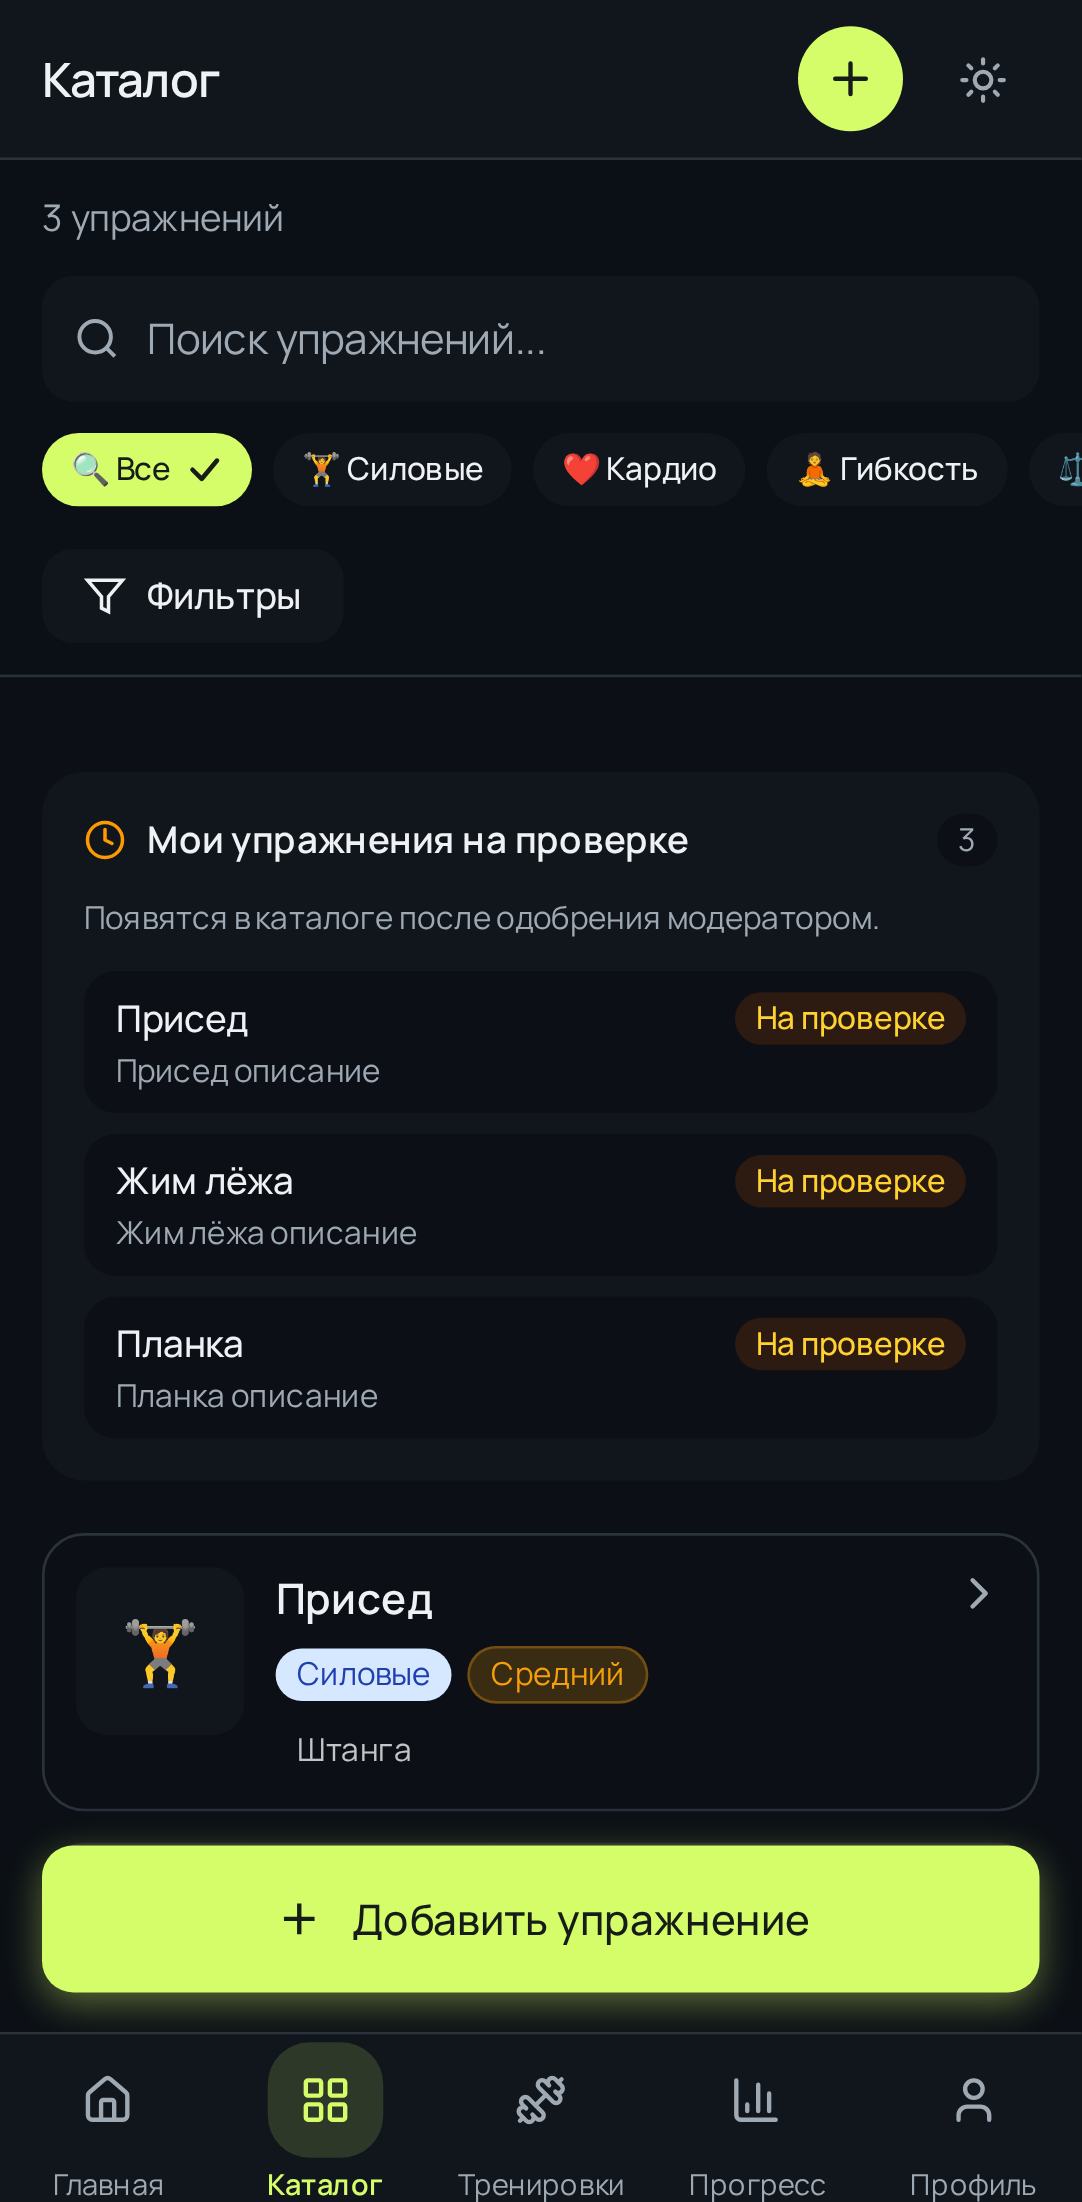 Каталог
3 упражнений
Поиск упражнений...
Все
Силовые
Кардио
Гибкость
Фильтры
Мои упражнения на проверке
3
Появятся в каталоге после одобрения модератором.
Присед
На проверке
Присед описание
Жим лёжа
На проверке
Жим лёжа описание
Планка
На проверке
Планка описание
Присед
Силовые
Средний
Штанга
Добавить упражнение
Главная
Каталог
Тренировки
Прогресс
Профиль